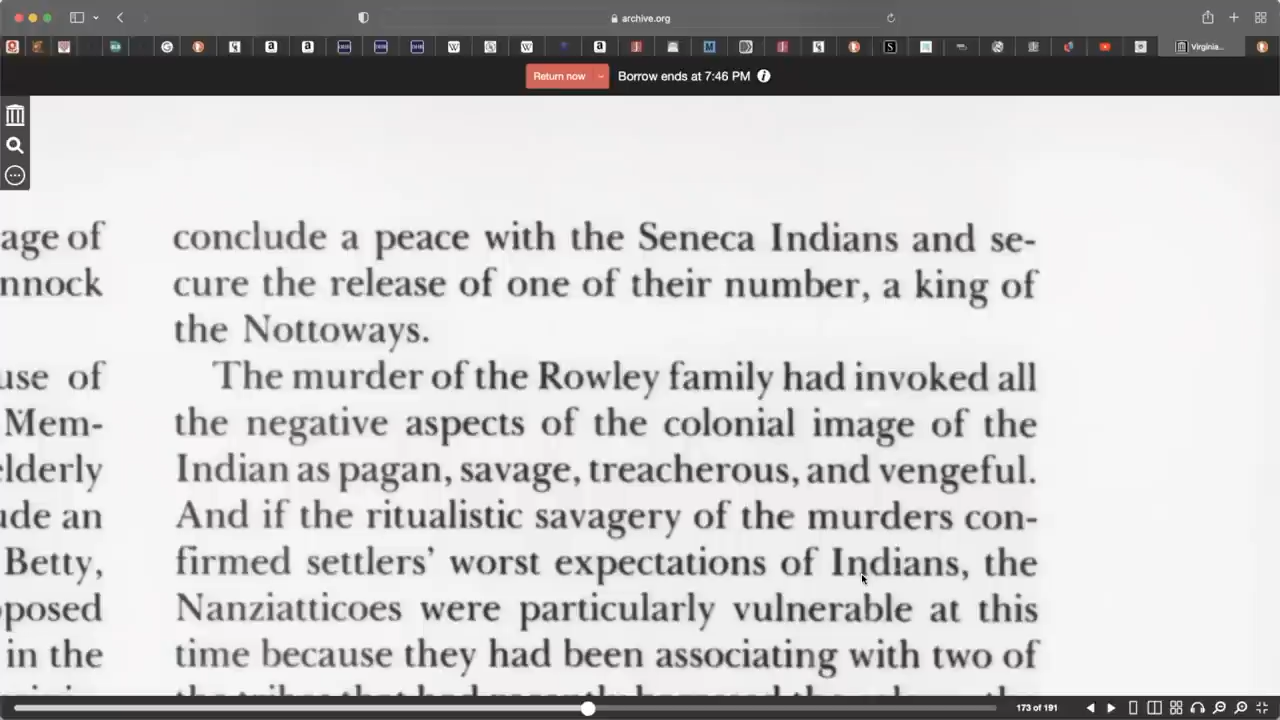 archive.org
Virginia...
Return now
Borrow ends at 7:46 PM
age of
nnock
use of
Mem-
elderly
ude an
Betty,
posed
in the
conclude a peace with the Seneca Indians and se-
cure the release of one of their number, a king of
the Nottoways.
The murder of the Rowley family had invoked all
the negative aspects of the colonial image of the
Indian as pagan, savage, treacherous, and vengeful.
And if the ritualistic savagery of the murders con-
firmed settlers' worst expectations of Indians, the
Nanziatticoes were particularly vulnerable at this
time because they had been associating with two of
173 of 191